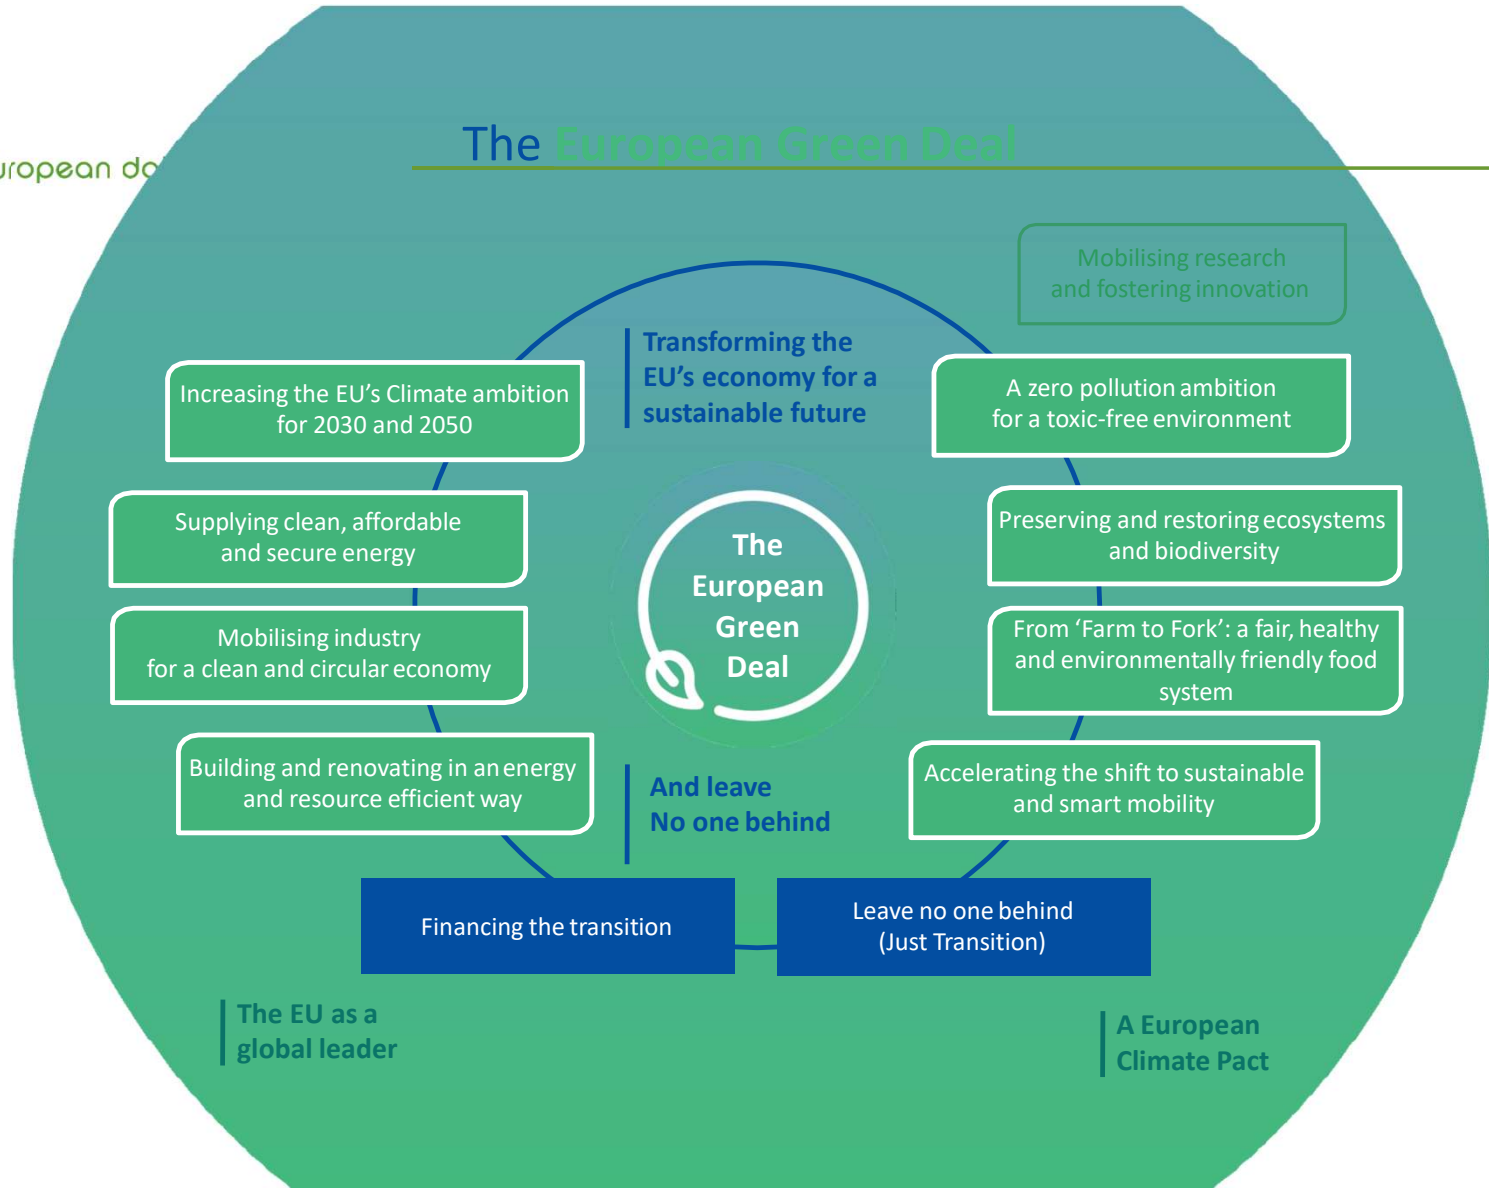 The European Green Deal
Mobilising research
and fostering innovation
Transforming the
EU’s economy for a
sustainable future
Increasing the EU’s Climate ambition
for 2030 and 2050
A zero pollution ambition
for a toxic-free environment
Supplying clean, affordable
and secure energy
Preserving and restoring ecosystems
and biodiversity
The
European
Green
Deal
Mobilising industry
for a clean and circular economy
From ‘Farm to Fork’: a fair, healthy
and environmentally friendly food
system
Building and renovating in an energy
and resource efficient way
Accelerating the shift to sustainable
and smart mobility
And leave
No one behind
Financing the transition
Leave no one behind
(Just Transition)
The EU as a
global leader
A European
Climate Pact